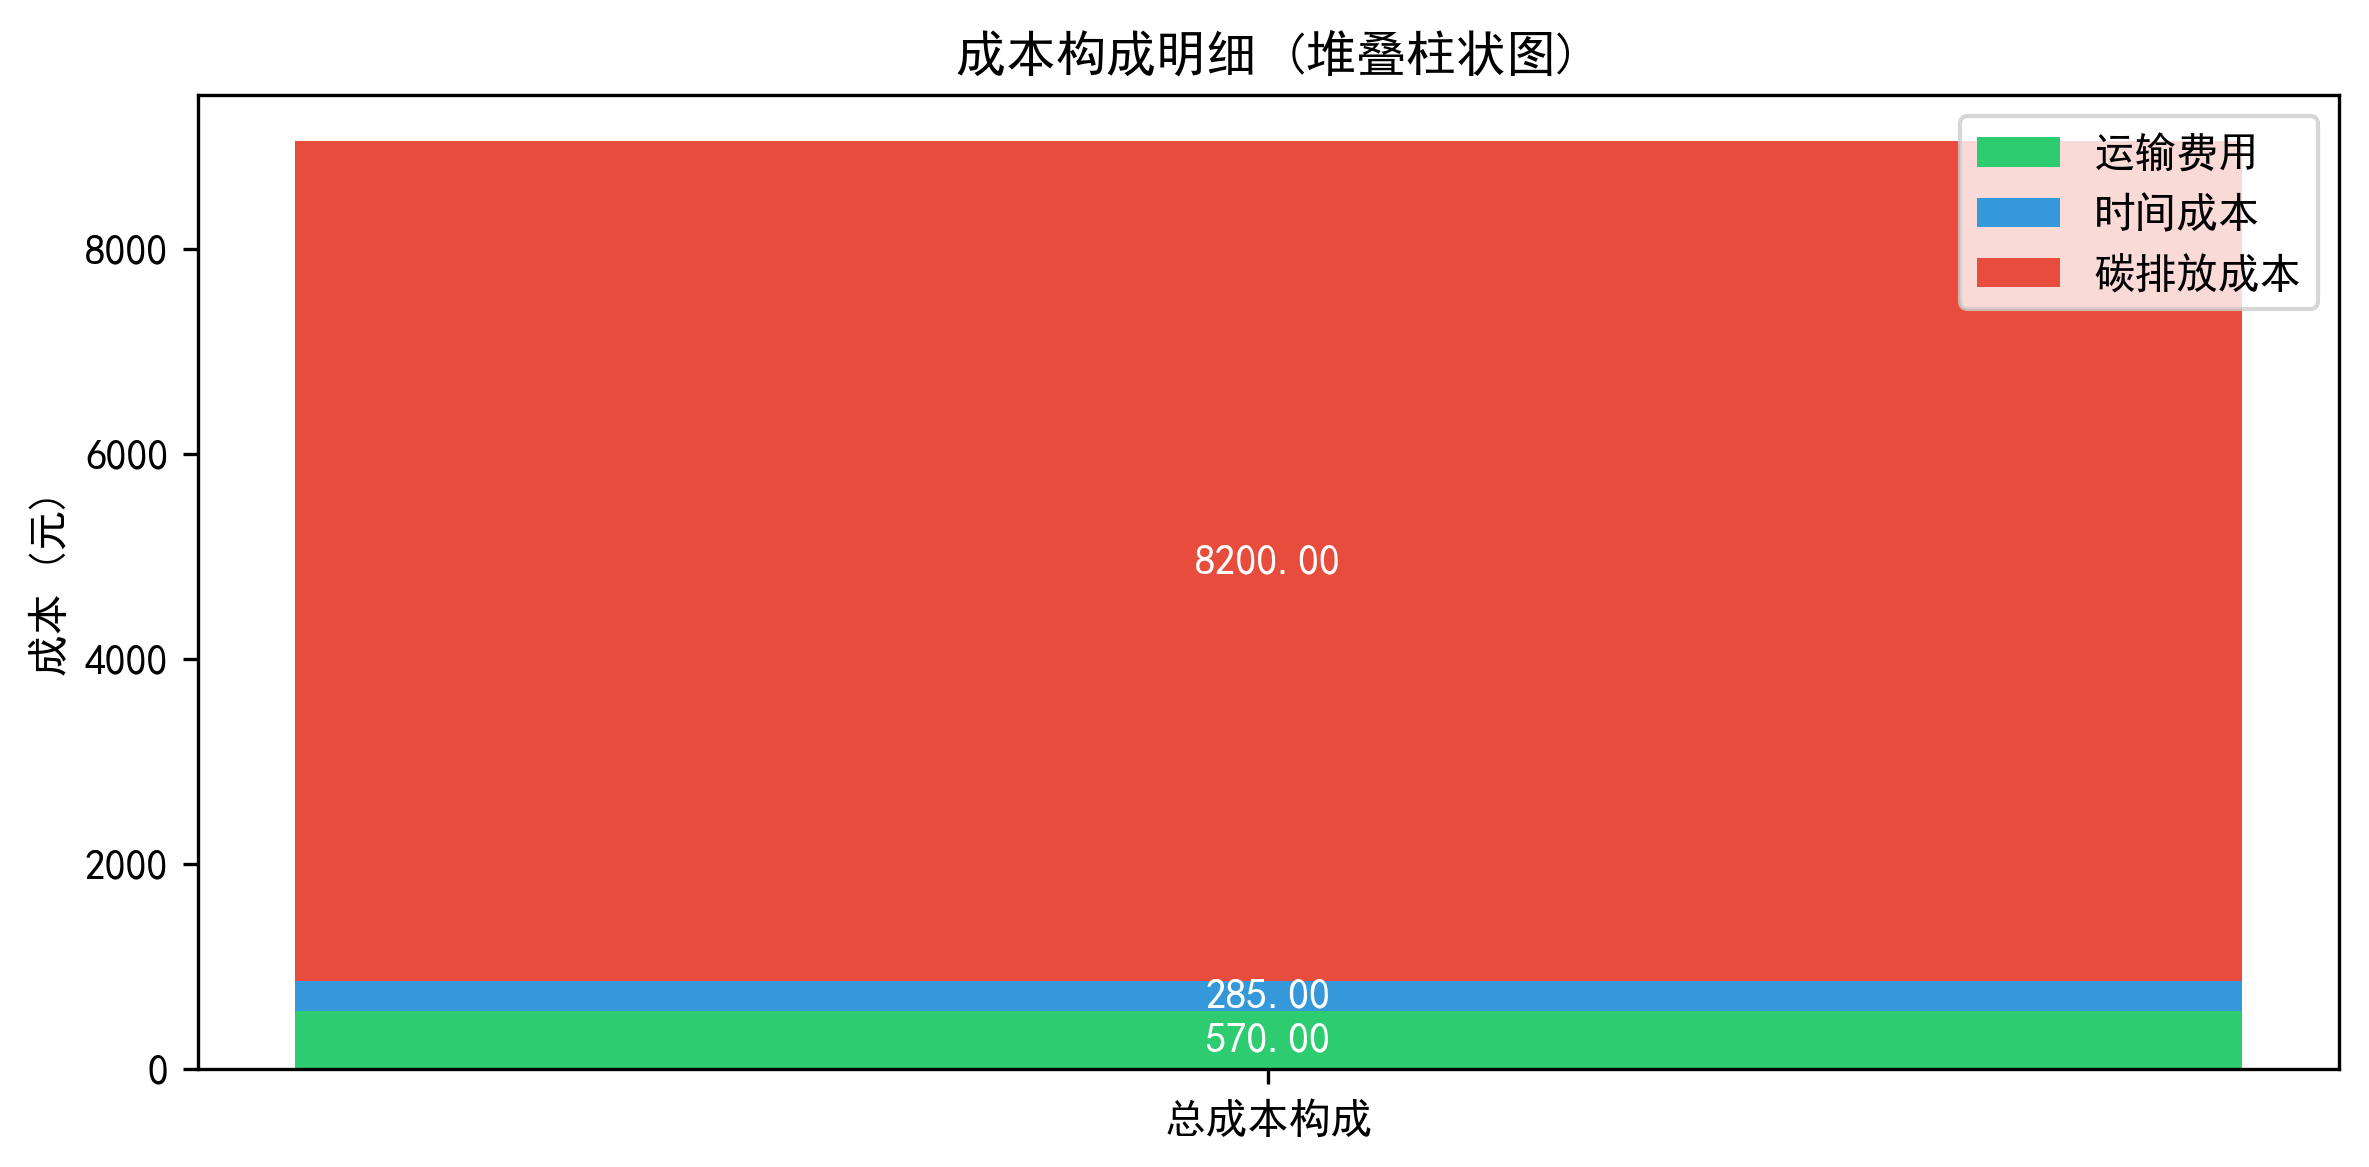 成本构成明细 (堆叠柱状图)
运输费用
时间成本
碳排放成本
成本 (元)
8000
6000
4000
2000
0
8200.00
285.00
570.00
总成本构成